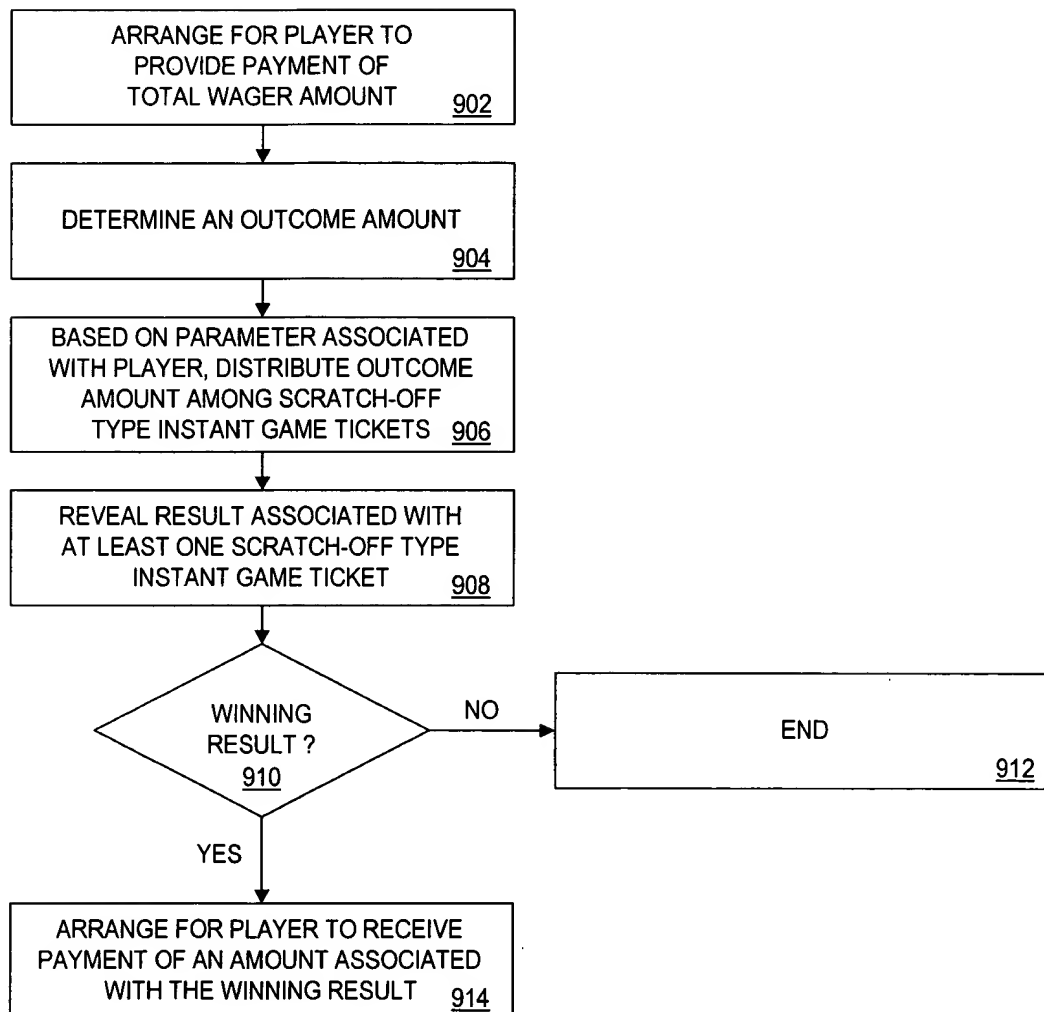 ARRANGE FOR PLAYER TO
PROVIDE PAYMENT OF
TOTAL WAGER AMOUNT
902
DETERMINE AN OUTCOME AMOUNT
904
BASED ON PARAMETER ASSOCIATED
WITH PLAYER, DISTRIBUTE OUTCOME
AMOUNT AMONG SCRATCH-OFF
TYPE INSTANT GAME TICKETS 906
REVEAL RESULT ASSOCIATED WITH
AT LEAST ONE SCRATCH-OFF TYPE
INSTANT GAME TICKET 908
WINNING
RESULT ?
910
NO
END
912
YES
ARRANGE FOR PLAYER TO RECEIVE
PAYMENT OF AN AMOUNT ASSOCIATED
WITH THE WINNING RESULT 914